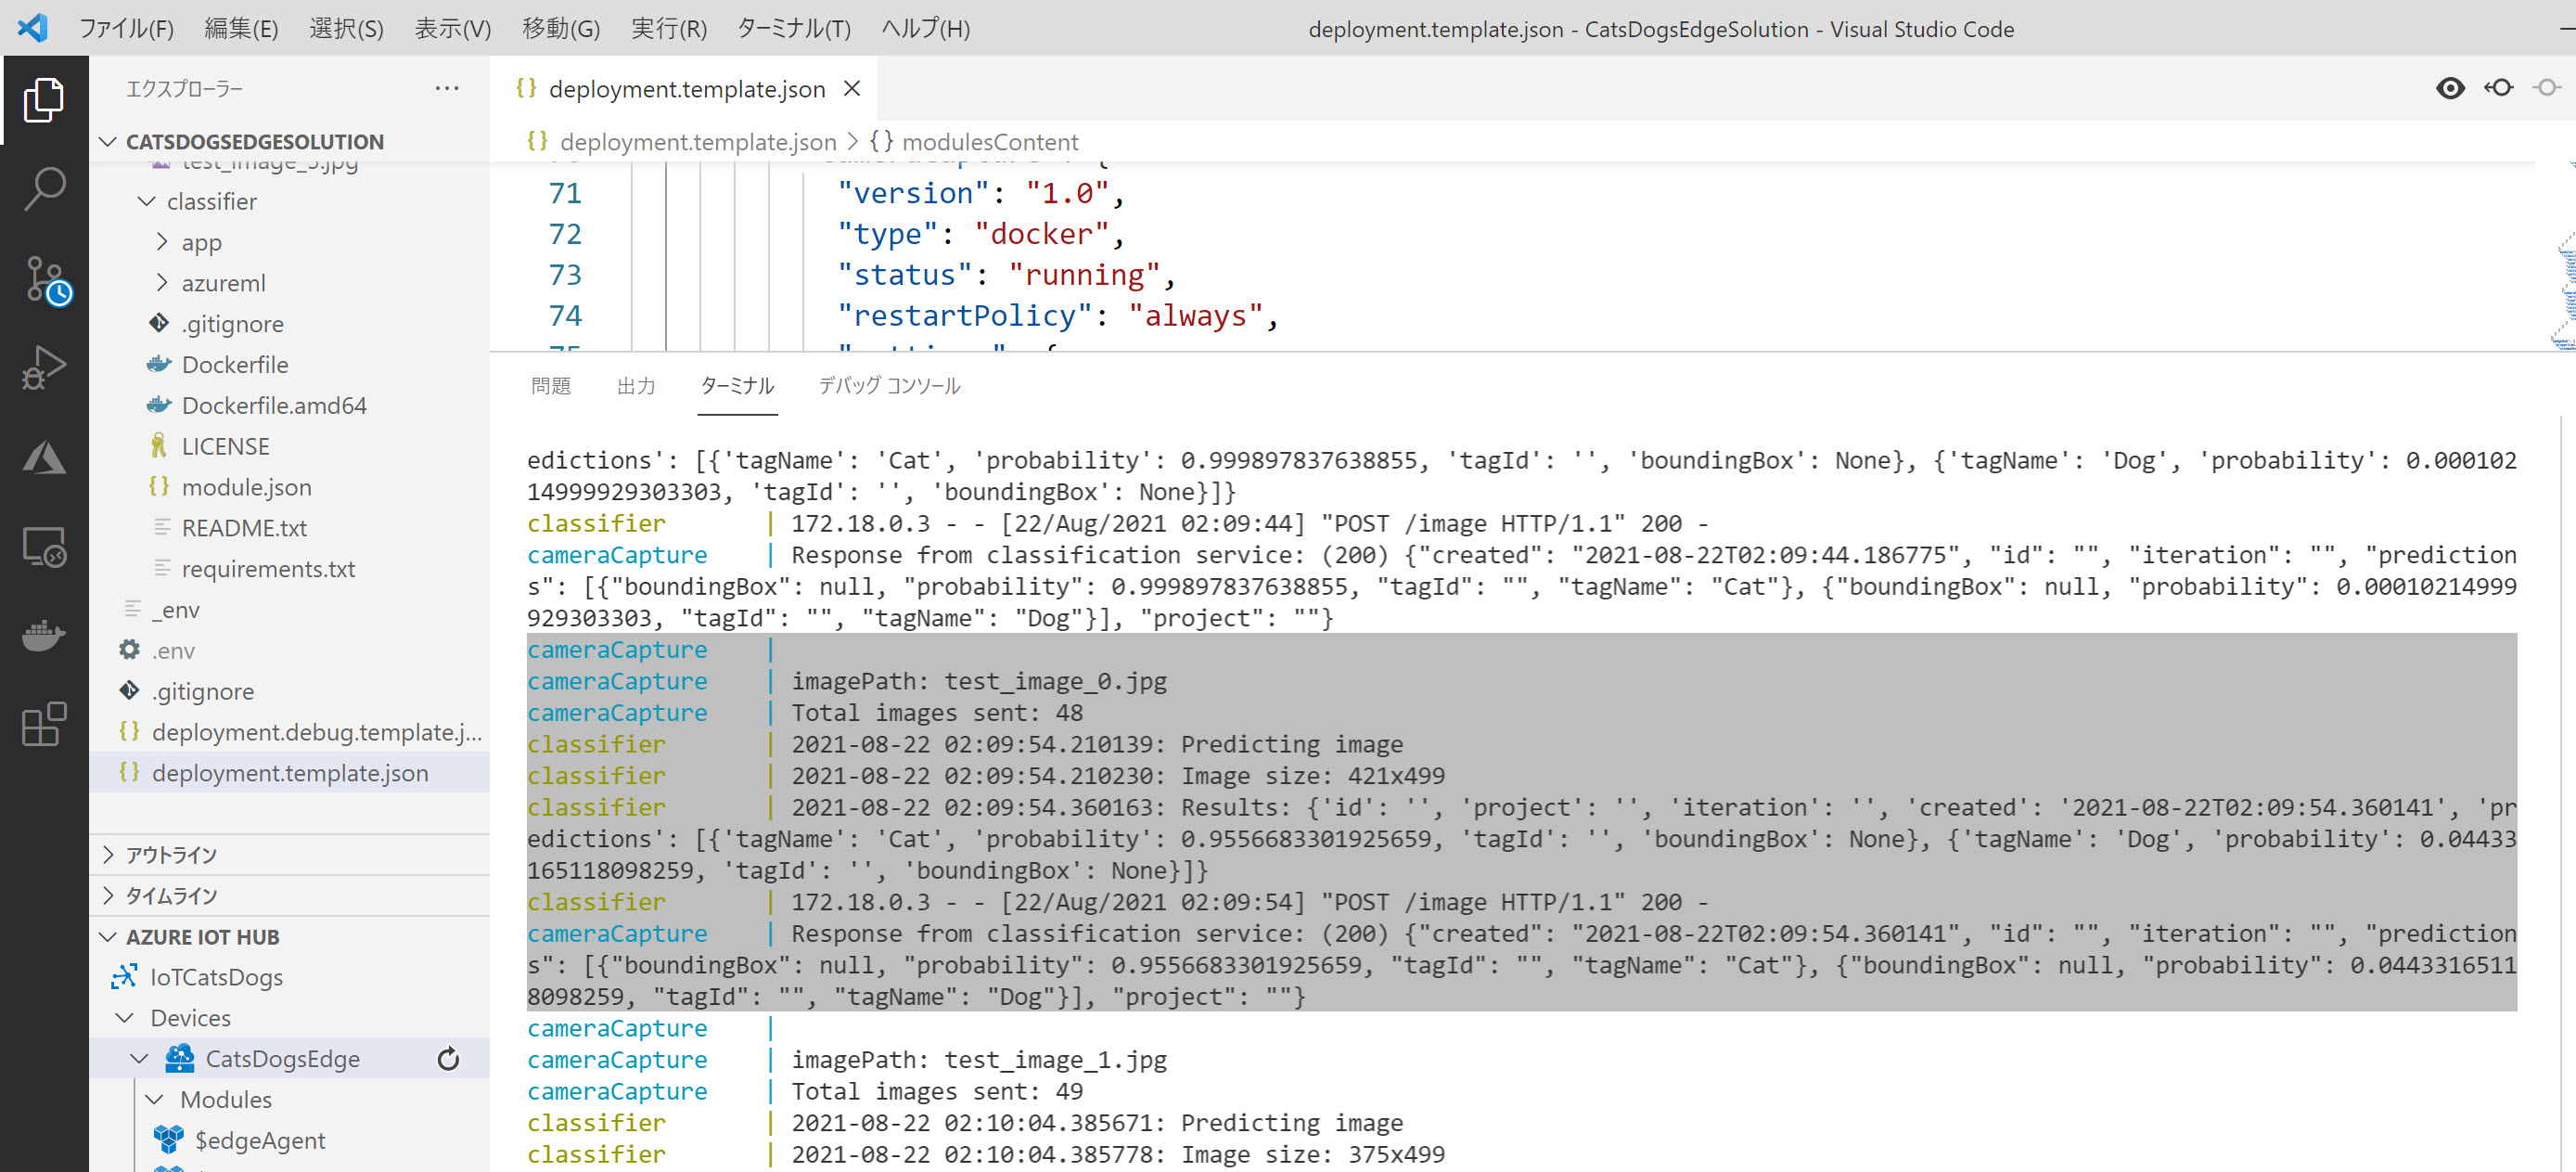 ファイル(F) 編集(E) 選択(S) 表示(V) 移動(G) 実行(R) ターミナル(T) ヘルプ(H) deployment.template.json - CatsDogsEdgeSolution - Visual Studio Code
エクスプローラー ···
CATSDOGSEDGESOLUTION
test_image_5.jpg
classifier
app
azureml
.gitignore
Dockerfile
Dockerfile.amd64
LICENSE
module.json
README.txt
requirements.txt
_env
.env
.gitignore
deployment.debug.template.j...
deployment.template.json
アウトライン
タイムライン
AZURE IOT HUB
IoTCatsDogs
Devices
CatsDogsEdge
Modules
$edgeAgent
{} deployment.template.json
{} deployment.template.json > {} modulesContent
71 "version": "1.0",
72 "type": "docker",
73 "status": "running",
74 "restartPolicy": "always",
75
問題 出力 ターミナル デバッグ コンソール
edictions': [{'tagName': 'Cat', 'probability': 0.999897837638855, 'tagId': '', 'boundingBox': None}, {'tagName': 'Dog', 'probability': 0.000102
149999929303303, 'tagId': '', 'boundingBox': None}]}
classifier | 172.18.0.3 - - [22/Aug/2021 02:09:44] "POST /image HTTP/1.1" 200 -
cameraCapture | Response from classification service: (200) {"created": "2021-08-22T02:09:44.186775", "id": "", "iteration": "", "prediction
s": [{"boundingBox": null, "probability": 0.999897837638855, "tagId": "", "tagName": "Cat"}, {"boundingBox": null, "probability": 0.00010214999
929303303, "tagId": "", "tagName": "Dog"}], "project": ""}
cameraCapture |
cameraCapture | imagePath: test_image_0.jpg
cameraCapture | Total images sent: 48
classifier | 2021-08-22 02:09:54.210139: Predicting image
classifier | 2021-08-22 02:09:54.210230: Image size: 421x499
classifier | 2021-08-22 02:09:54.360163: Results: {'id': '', 'project': '', 'iteration': '', 'created': '2021-08-22T02:09:54.360141', 'pr
edictions': [{'tagName': 'Cat', 'probability': 0.9556683301925659, 'tagId': '', 'boundingBox': None}, {'tagName': 'Dog', 'probability': 0.04433
165118098259, 'tagId': '', 'boundingBox': None}]}
classifier | 172.18.0.3 - - [22/Aug/2021 02:09:54] "POST /image HTTP/1.1" 200 -
cameraCapture | Response from classification service: (200) {"created": "2021-08-22T02:09:54.360141", "id": "", "iteration": "", "prediction
s": [{"boundingBox": null, "probability": 0.9556683301925659, "tagId": "", "tagName": "Cat"}, {"boundingBox": null, "probability": 0.0443316511
8098259, "tagId": "", "tagName": "Dog"}], "project": ""}
cameraCapture |
cameraCapture | imagePath: test_image_1.jpg
cameraCapture | Total images sent: 49
classifier | 2021-08-22 02:10:04.385671: Predicting image
classifier | 2021-08-22 02:10:04.385778: Image size: 375x499